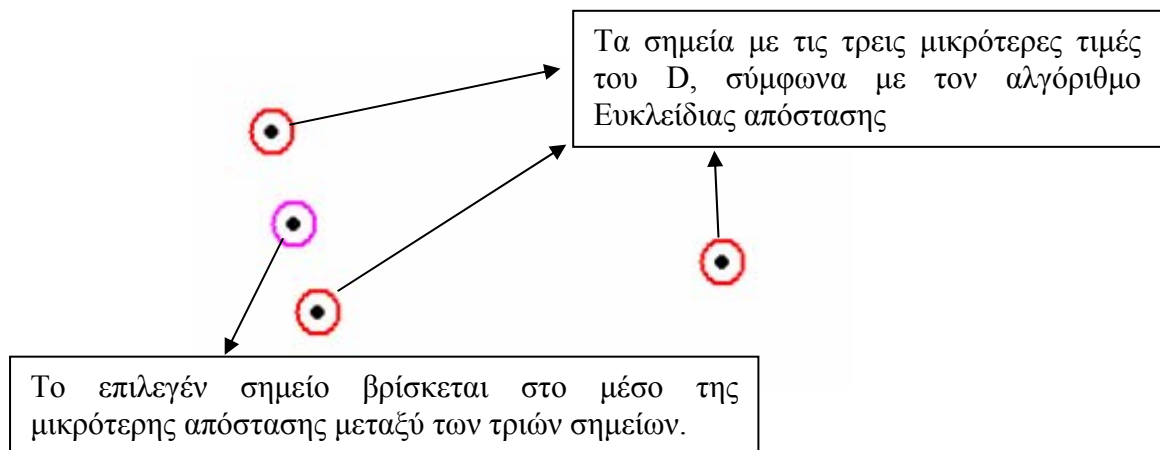 Τα σημεία με τις τρεις μικρότερες τιμές
του D, σύμφωνα με τον αλγόριθμο
Ευκλείδιας απόστασης
Το επιλεγέν σημείο βρίσκεται στο μέσο της
μικρότερης απόστασης μεταξύ των τριών σημείων.